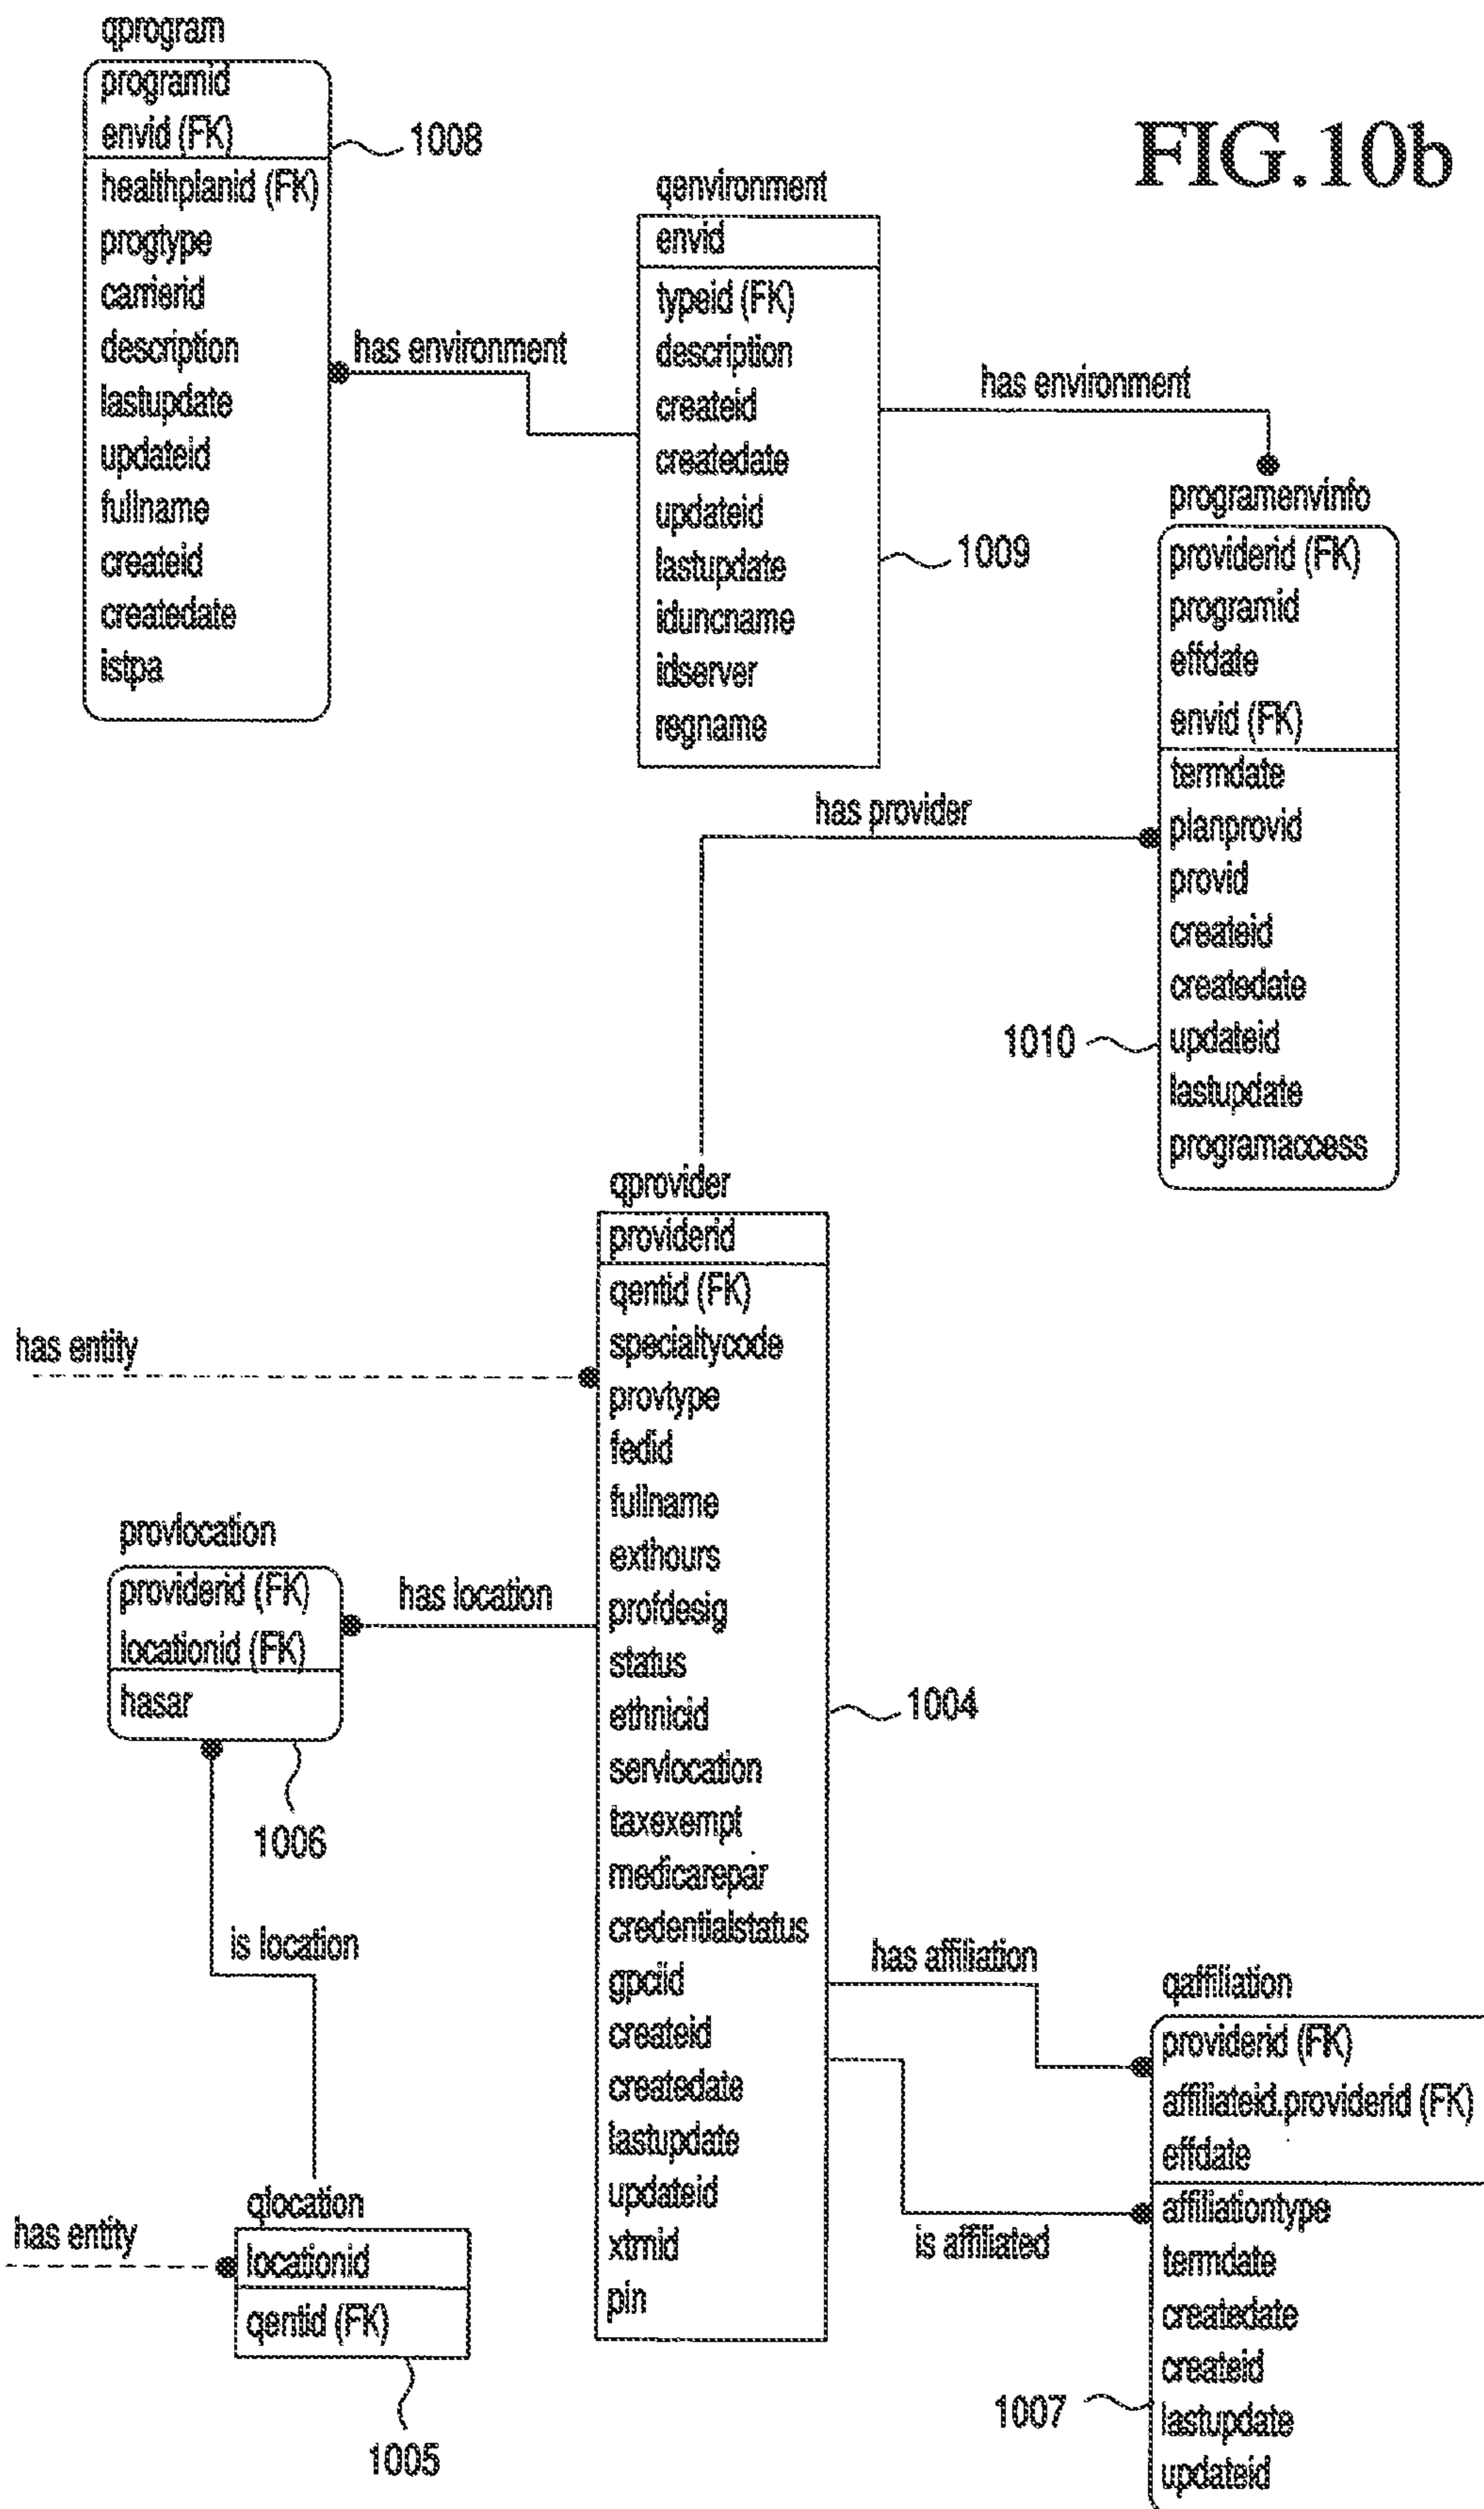 FIG.10b
qprogram
programid
envid (FK)
1008
healthplanid (FK)
progtype
carrierid
description
lastupdate
updateid
fullname
createid
createdate
istpa
has environment
qenvironment
envid
typeid (FK)
description
createid
createdate
updateid
lastupdate
iduncname
idserver
regname
1009
has environment
programenvinfo
providerid (FK)
programid
effdate
envid (FK)
termdate
planprovid
provid
createid
createdate
updateid
lastupdate
programaccess
1010
has provider
qprovider
providerid
qentid (FK)
specialtycode
provtype
fedid
fullname
exthours
profdesig
status
ethnicid
servlocation
taxexempt
medicarepar
credentialstatus
gpciid
createid
createdate
lastupdate
updateid
xtrnid
pin
1004
has entity
provlocation
providerid (FK)
locationid (FK)
hasar
1006
has location
is location
qlocation
locationid
qentid (FK)
1005
has entity
has affiliation
is affiliated
qaffiliation
providerid (FK)
affiliateid.providerid (FK)
effdate
affiliationtype
termdate
createdate
createid
lastupdate
updateid
1007